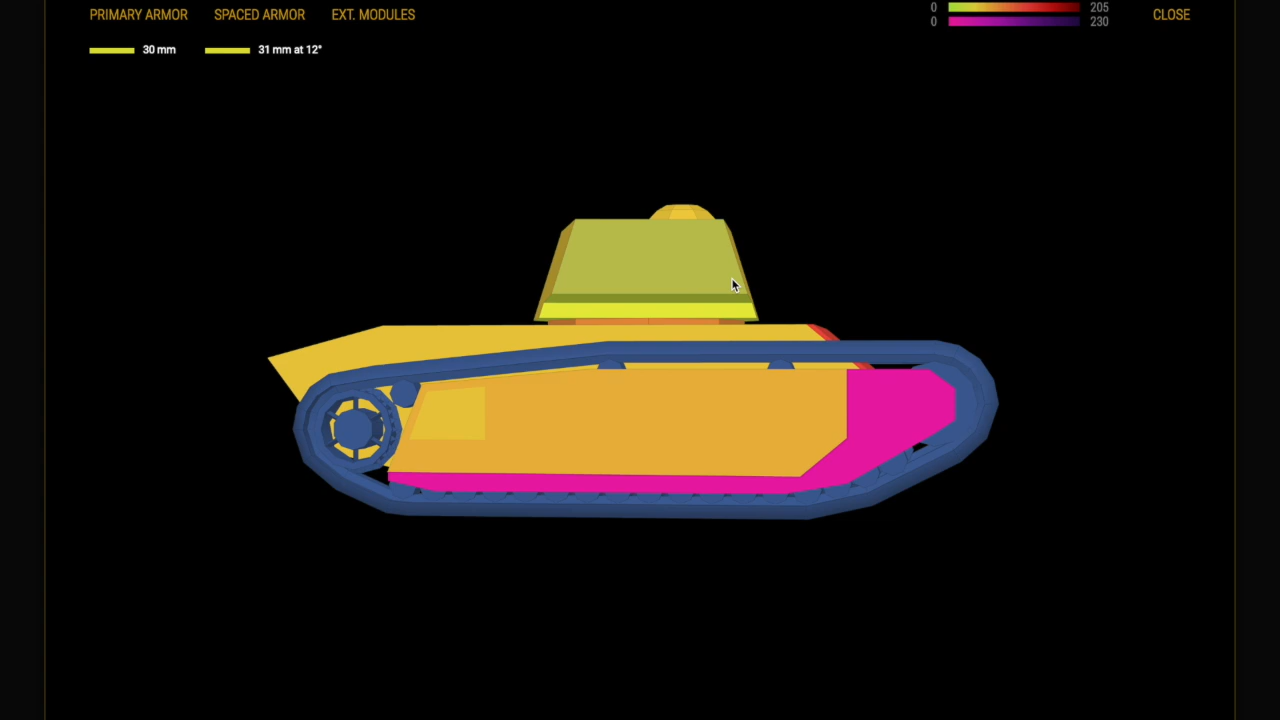 PRIMARY ARMOR SPACED ARMOR EXT. MODULES
0 205
0 230
CLOSE
30 mm 31 mm at 12°